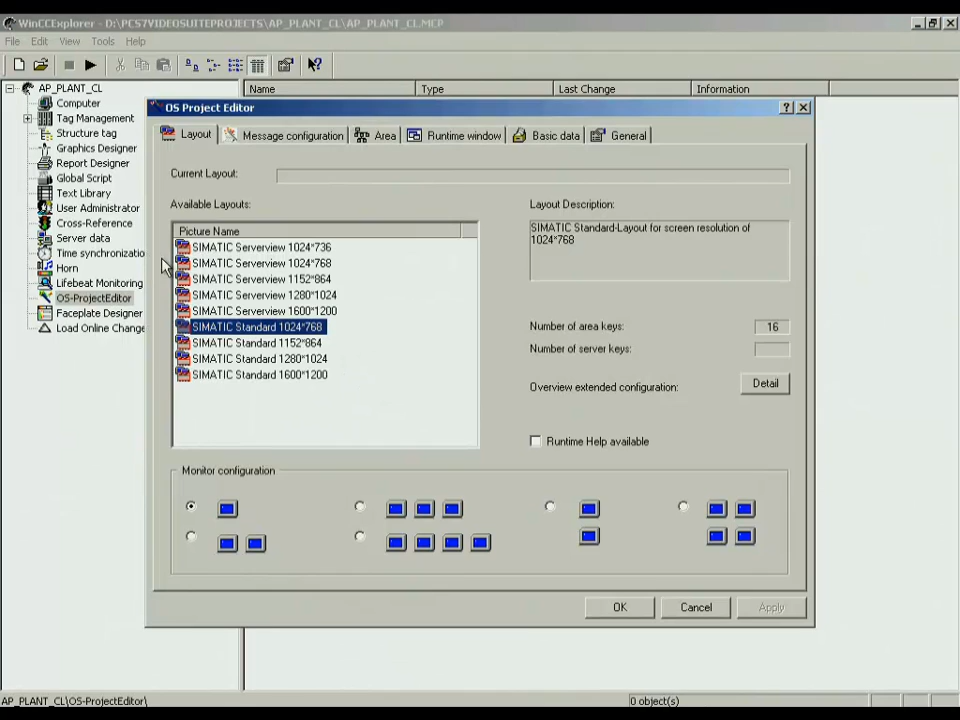 WinCCExplorer - D:\PCS7VIDEOSUITEPROJECTS\AP_PLANT_CL\AP_PLANT_CL.MCP
File Edit View Tools Help
AP_PLANT_CL
Computer
Tag Management
Structure tag
Graphics Designer
Report Designer
Global Script
Text Library
User Administrator
Cross-Reference
Server data
Time synchronizatio
Horn
Lifebeat Monitoring
OS-ProjectEditor
Faceplate Designer
Load Online Change
Name Type Last Change Information
OS Project Editor
Layout Message configuration Area Runtime window Basic data General
Current Layout:
Available Layouts:
Picture Name
SIMATIC Serverview 1024*736
SIMATIC Serverview 1024*768
SIMATIC Serverview 1152*864
SIMATIC Serverview 1280*1024
SIMATIC Serverview 1600*1200
SIMATIC Standard 1024*768
SIMATIC Standard 1152*864
SIMATIC Standard 1280*1024
SIMATIC Standard 1600*1200
Layout Description:
SIMATIC Standard-Layout for screen resolution of
1024*768
Number of area keys: 16
Number of server keys:
Overview extended configuration: Detail
Runtime Help available
Monitor configuration
OK Cancel Apply
AP_PLANT_CL\OS-ProjectEditor\ 0 object(s)